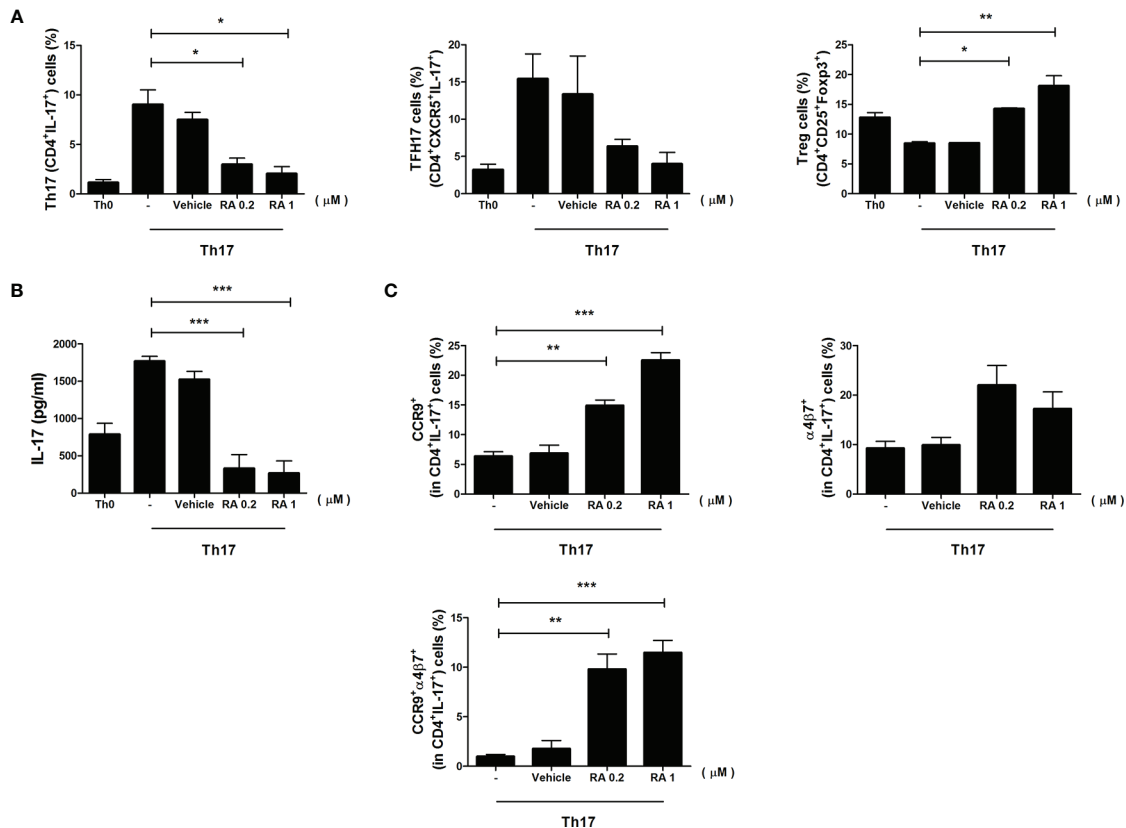 A
Th17 (CD4+IL-17+) cells (%)
15
10
5
0
*
*
Th0 - Vehicle RA 0.2 RA 1 ( μM )
Th17
TFH17 cells (%)
(CD4+CXCR5+IL-17+)
20
15
10
5
0
Th0 - Vehicle RA 0.2 RA 1 ( μM )
Th17
Treg cells (%)
(CD4+CD25+Foxp3+)
25
20
15
10
5
0
**
*
Th0 - Vehicle RA 0.2 RA 1 ( μM )
Th17
B
IL-17 (pg/ml)
2000
1500
1000
500
0
***
***
Th0 - Vehicle RA 0.2 RA 1 ( μM )
Th17
C
CCR9+
(in CD4+IL-17+) cells (%)
25
20
15
10
5
0
***
**
- Vehicle RA 0.2 RA 1 ( μM )
Th17
α4β7+
(in CD4+IL-17+) cells (%)
30
20
10
0
- Vehicle RA 0.2 RA 1 ( μM )
Th17
CCR9+α4β7+
(in CD4+IL-17+) cells (%)
15
10
5
0
***
**
- Vehicle RA 0.2 RA 1 ( μM )
Th17